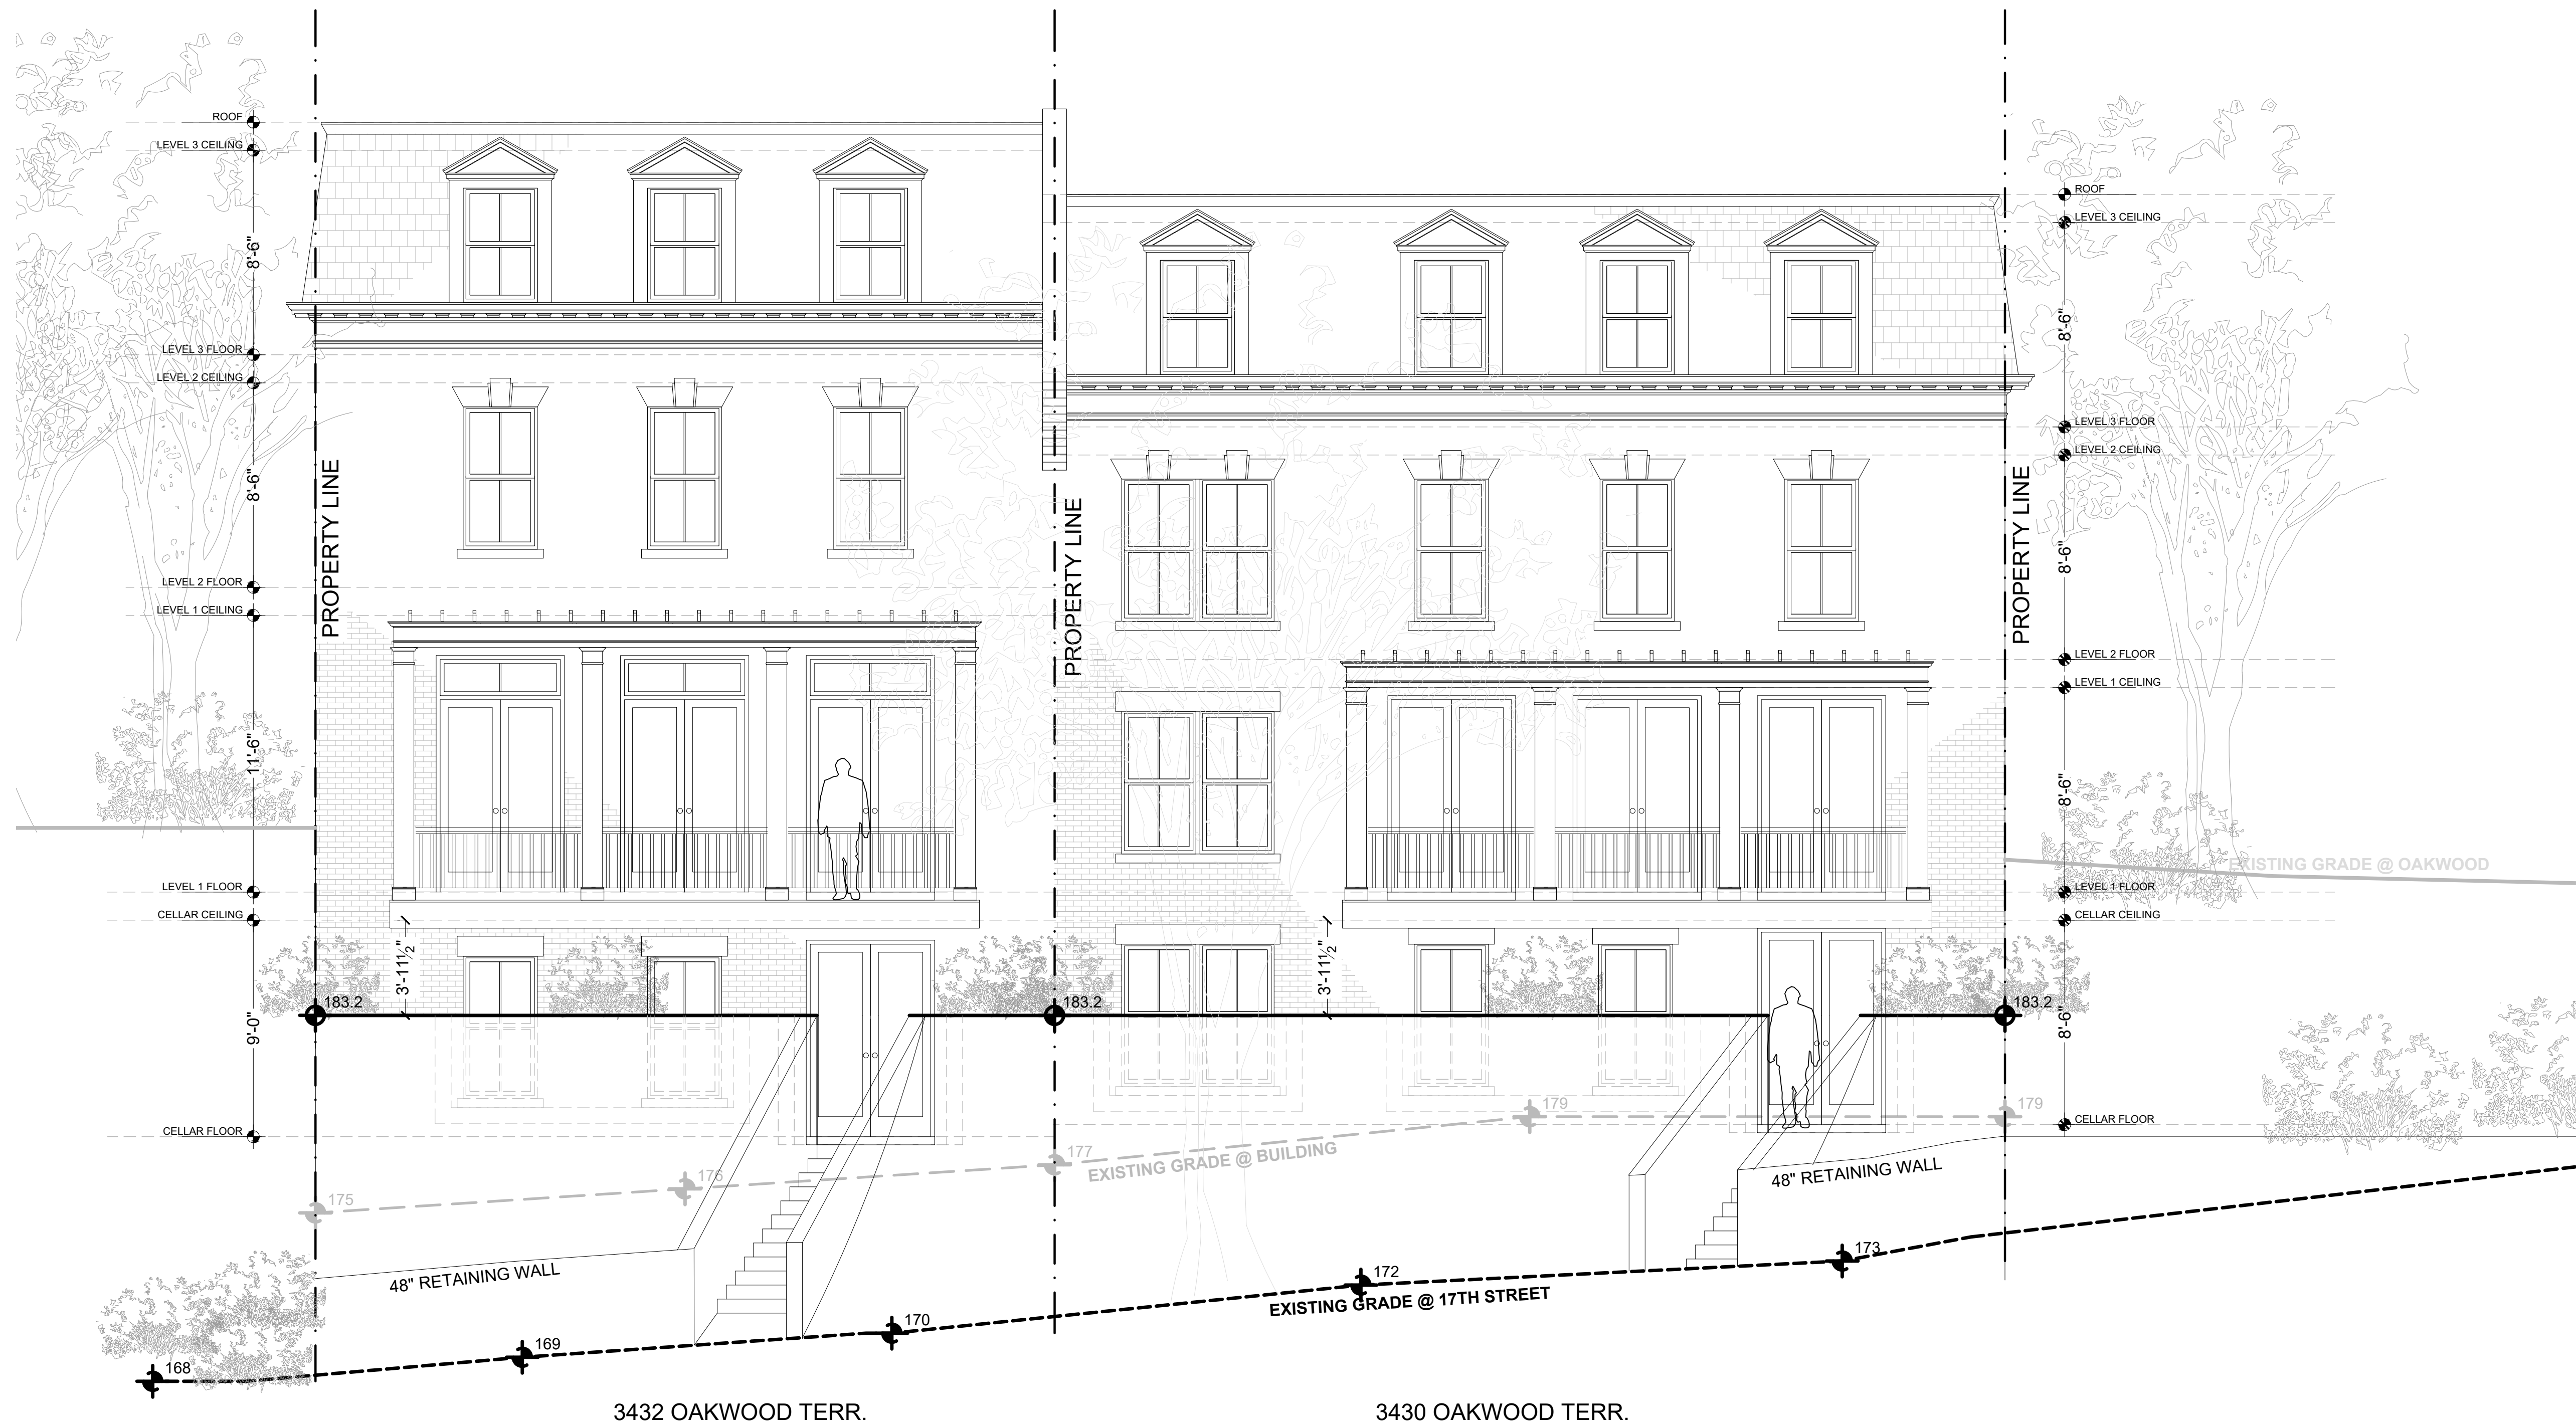 ROOF
LEVEL 3 CEILING
8'-6"
LEVEL 3 FLOOR
LEVEL 2 CEILING
8'-6"
LEVEL 2 FLOOR
LEVEL 1 CEILING
11'-6"
LEVEL 1 FLOOR
CELLAR CEILING
9'-0"
CELLAR FLOOR
PROPERTY LINE
PROPERTY LINE
PROPERTY LINE
3'-11½"
3'-11½"
183.2
183.2
183.2
ROOF
LEVEL 3 CEILING
8'-6"
LEVEL 3 FLOOR
LEVEL 2 CEILING
8'-6"
LEVEL 2 FLOOR
LEVEL 1 CEILING
8'-6"
EXISTING GRADE @ OAKWOOD
LEVEL 1 FLOOR
CELLAR CEILING
8'-6"
CELLAR FLOOR
175
176
177
EXISTING GRADE @ BUILDING
179
179
48" RETAINING WALL
48" RETAINING WALL
168
169
170
172
173
EXISTING GRADE @ 17TH STREET
3432 OAKWOOD TERR.
3430 OAKWOOD TERR.